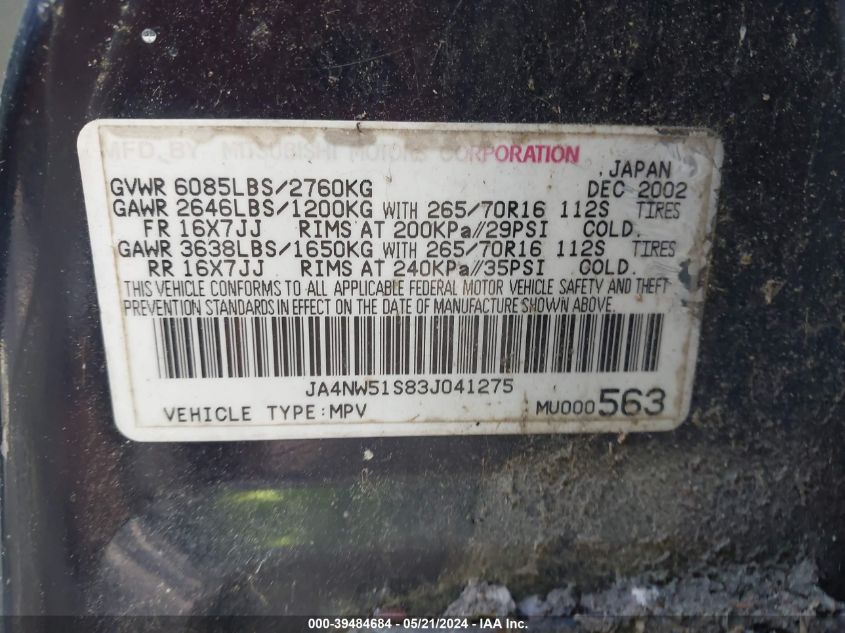 MFD. BY MITSUBISHI MOTORS CORPORATION
JAPAN
GVWR 6085LBS/2760KG DEC 2002
GAWR 2646LBS/1200KG WITH 265/70R16 112S TIRES
FR 16X7JJ RIMS AT 200KPa//29PSI COLD.
GAWR 3638LBS/1650KG WITH 265/70R16 112S TIRES
RR 16X7JJ RIMS AT 240KPa//35PSI COLD.
THIS VEHICLE CONFORMS TO ALL APPLICABLE FEDERAL MOTOR VEHICLE SAFETY AND THEFT
PREVENTION STANDARDS IN EFFECT ON THE DATE OF MANUFACTURE SHOWN ABOVE.
JA4NW51S83J041275
VEHICLE TYPE:MPV MU000563
000-39484684 - 05/21/2024 - IAA, Inc.